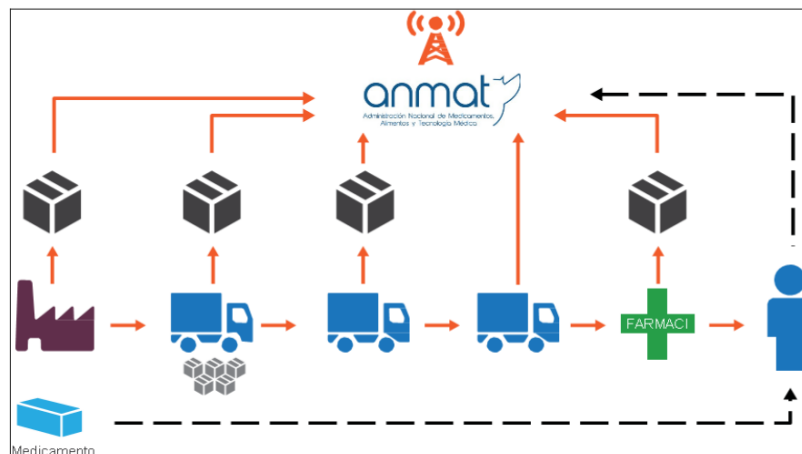 anmat
Administración Nacional de Medicamentos,
Alimentos y Tecnología Médica
FARMACI
Medicamento